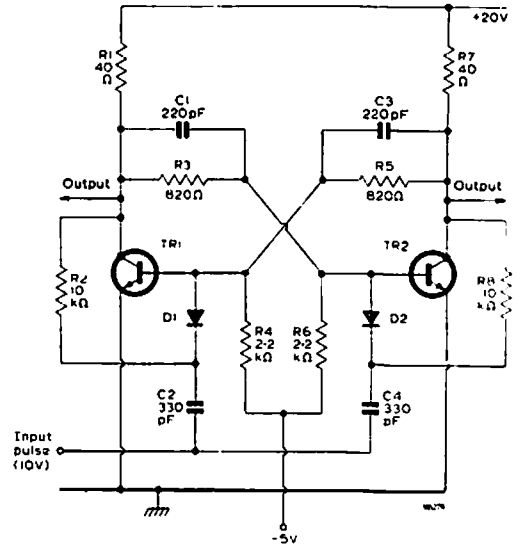 +20V
R1
40
Ω
R7
40
Ω
C1
220pF
C3
220pF
R3
820Ω
R5
820Ω
Output
Output
TR1
TR2
R2
10
kΩ
R8
10
kΩ
D1
D2
R4
2·2
kΩ
R6
2·2
kΩ
C2
330
pF
C4
330
pF
Input
pulse
(10V)
-5V